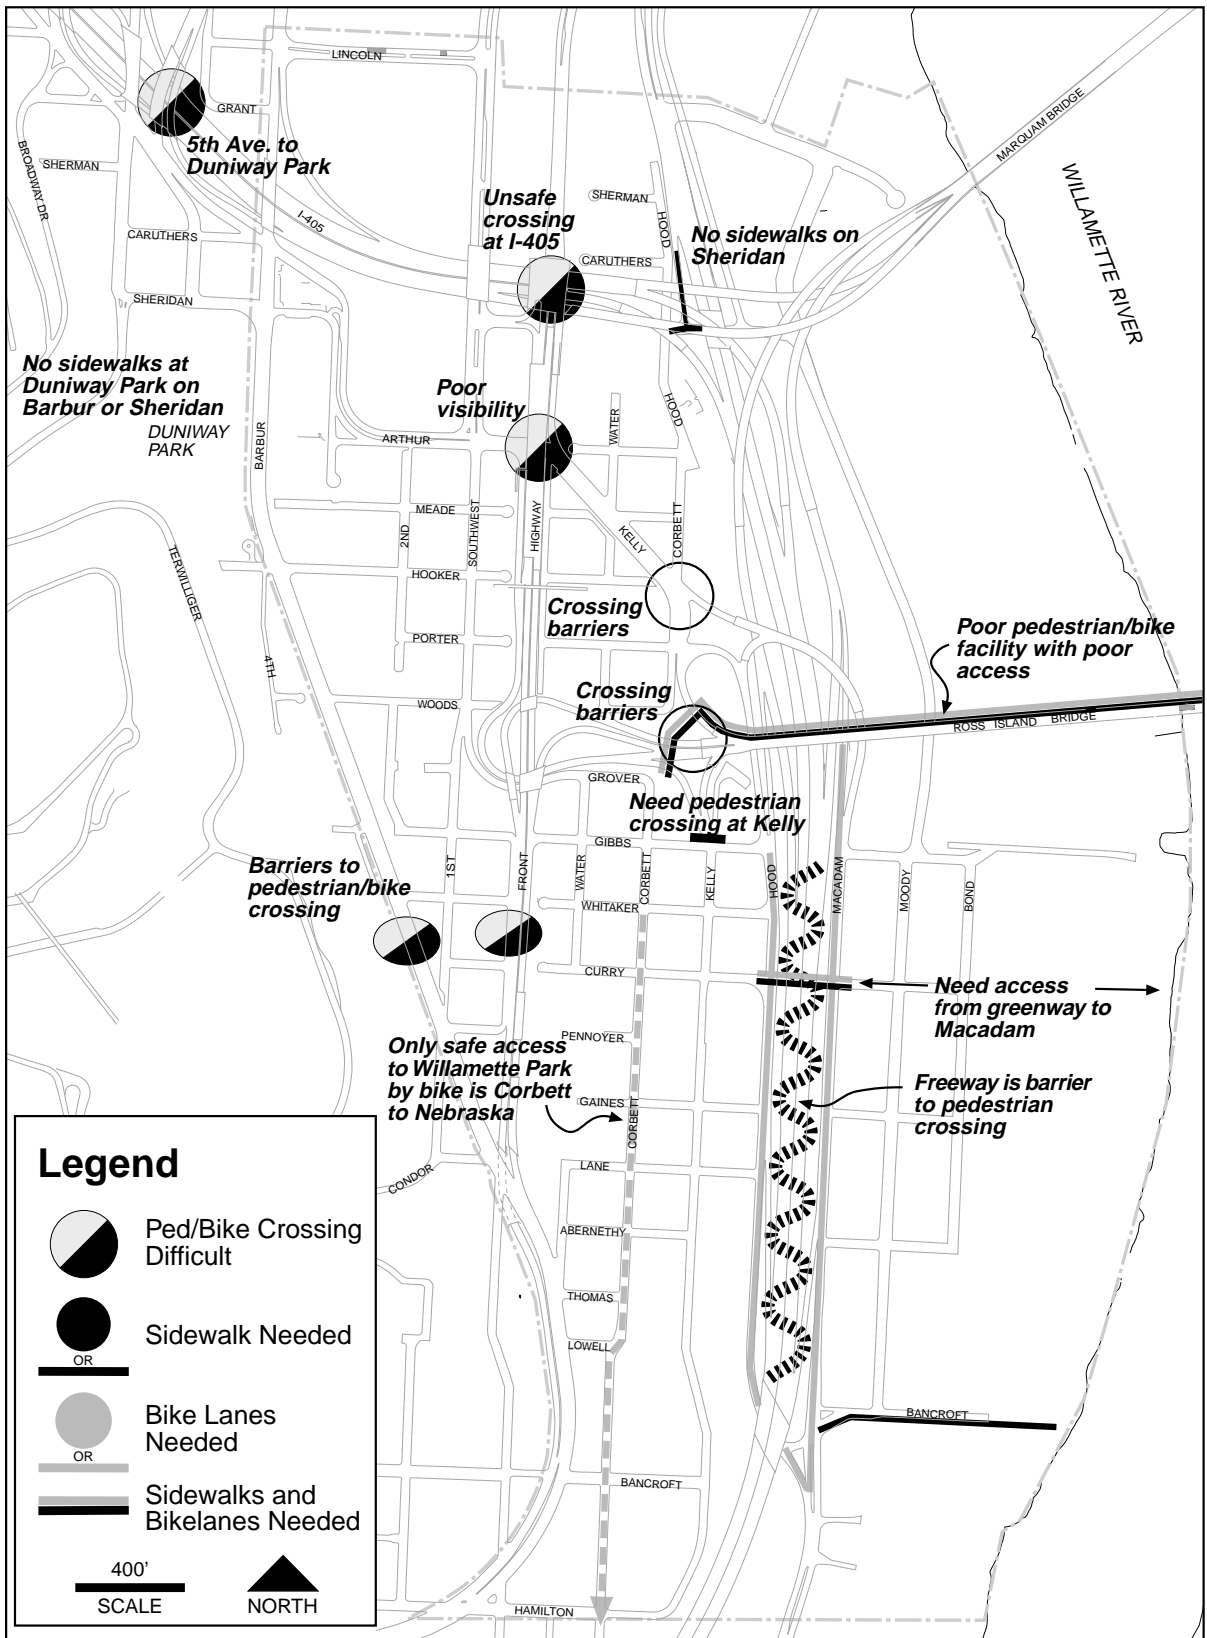 LINCOLN
GRANT
5th Ave. to
Duniway Park
BROADWAY DR
SHERMAN
MARQUAM BRIDGE
WILLAMETTE RIVER
Unsafe
crossing
at I-405
SHERMAN
HOOD
I-405
No sidewalks on
Sheridan
CARUTHERS
CARUTHERS
SHERIDAN
No sidewalks at
Duniway Park on
Barbur or Sheridan
DUNIWAY
PARK
Poor
visibility
BARBUR
ARTHUR
WATER
HOOD
MEADE
2ND
SOUTHWEST
HIGHWAY
KELLY
CORBETT
TERWILLIGER
HOOKER
Crossing
barriers
PORTER
4TH
Poor pedestrian/bike
facility with poor
access
Crossing
barriers
WOODS
ROSS ISLAND BRIDGE
GROVER
Need pedestrian
crossing at Kelly
GIBBS
Barriers to
pedestrian/bike
crossing
1ST
FRONT
WATER
CORBETT
KELLY
HOOD
MACADAM
MOODY
BOND
WHITAKER
CURRY
Need access
from greenway to
Macadam
PENNOYER
Only safe access
to Willamette Park
by bike is Corbett
to Nebraska
GAINES
CORBETT
Freeway is barrier
to pedestrian
crossing
LANE
CONDOR
ABERNETHY
THOMAS
LOWELL
BANCROFT
BANCROFT
HAMILTON
Legend
Ped/Bike Crossing
Difficult
Sidewalk Needed
OR
Bike Lanes
Needed
OR
Sidewalks and
Bikelanes Needed
400'
SCALE
NORTH